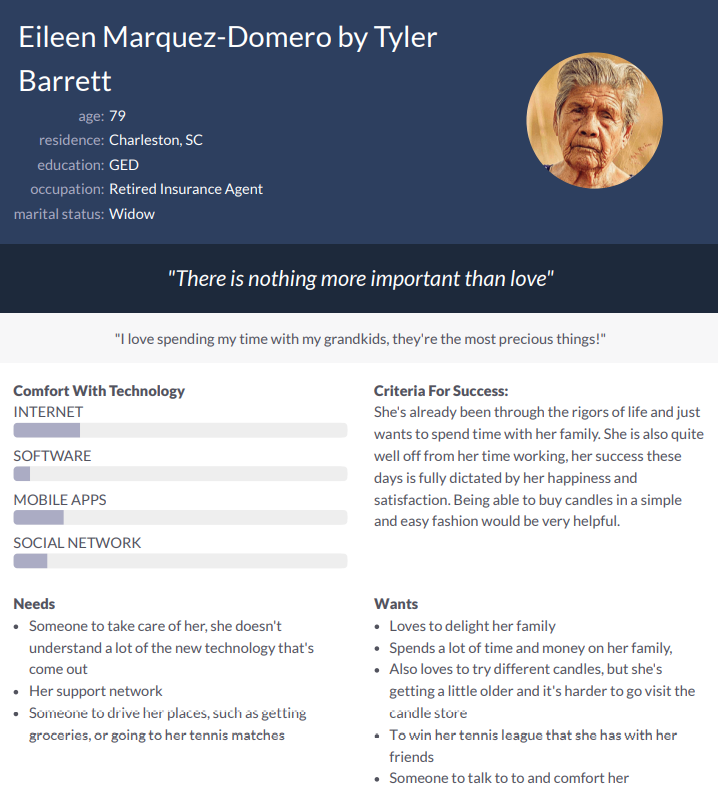 Eileen Marquez-Domero by Tyler
Barrett
age: 79
residence: Charleston, SC
education: GED
occupation: Retired Insurance Agent
marital status: Widow
"There is nothing more important than love"
"I love spending my time with my grandkids, they're the most precious things!"
Comfort With Technology
INTERNET
SOFTWARE
MOBILE APPS
SOCIAL NETWORK
Criteria For Success:
She's already been through the rigors of life and just
wants to spend time with her family. She is also quite
well off from her time working, her success these
days is fully dictated by her happiness and
satisfaction. Being able to buy candles in a simple
and easy fashion would be very helpful.
Needs
• Someone to take care of her, she doesn't
understand a lot of the new technology that's
come out
• Her support network
• Someone to drive her places, such as getting
groceries, or going to her tennis matches
Wants
• Loves to delight her family
• Spends a lot of time and money on her family,
• Also loves to try different candles, but she's
getting a little older and it's harder to go visit the
candle store
• To win her tennis league that she has with her
friends
• Someone to talk to to and comfort her